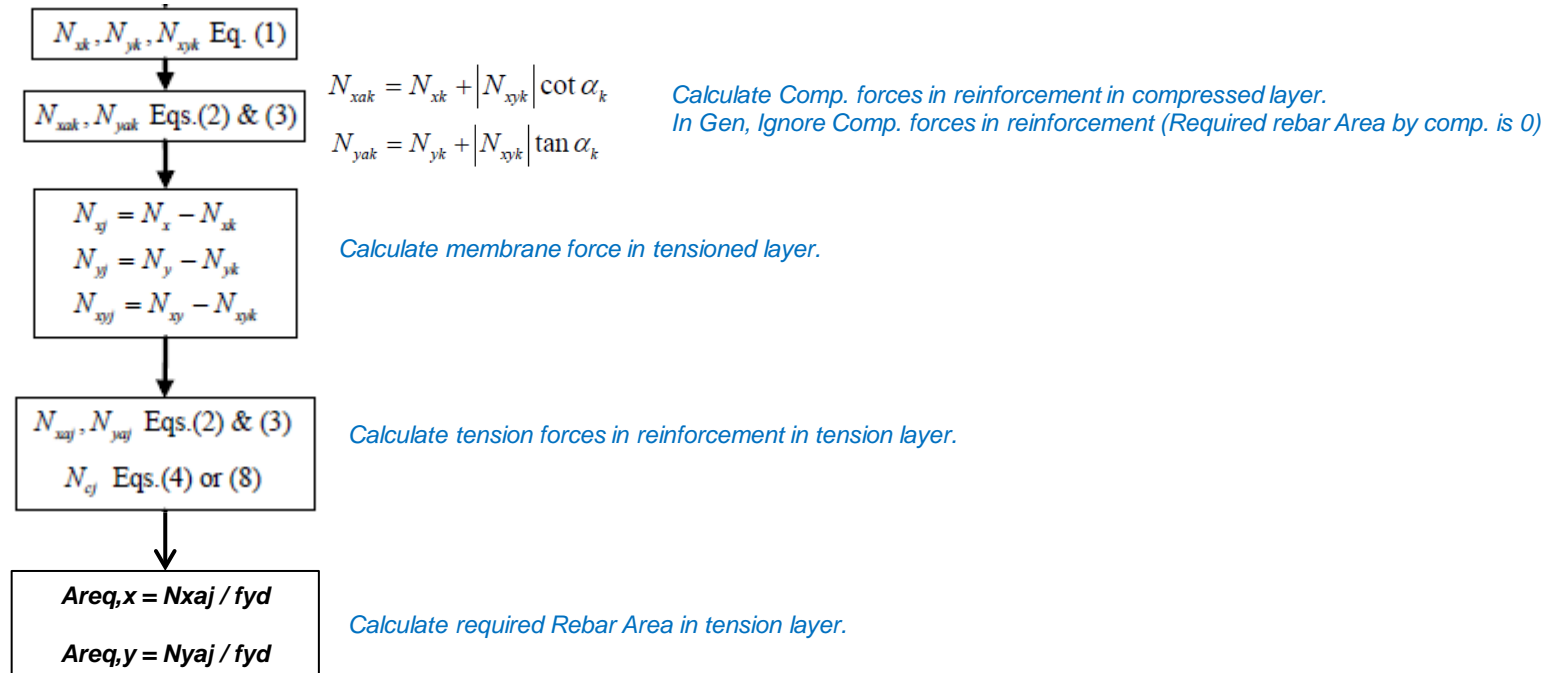 N_xk, N_yk, N_xyk Eq. (1)
N_xak, N_yak Eqs.(2) & (3)
N_xak = N_xk + |N_xyk| cot α_k
N_yak = N_yk + |N_xyk| tan α_k
Calculate Comp. forces in reinforcement in compressed layer.
In Gen, Ignore Comp. forces in reinforcement (Required rebar Area by comp. is 0)
N_xj = N_x − N_xk
N_yj = N_y − N_yk
N_xyj = N_xy − N_xyk
Calculate membrane force in tensioned layer.
N_xaj, N_yaj Eqs.(2) & (3)
N_cj Eqs.(4) or (8)
Calculate tension forces in reinforcement in tension layer.
Areq,x = Nxaj / fyd
Areq,y = Nyaj / fyd
Calculate required Rebar Area in tension layer.